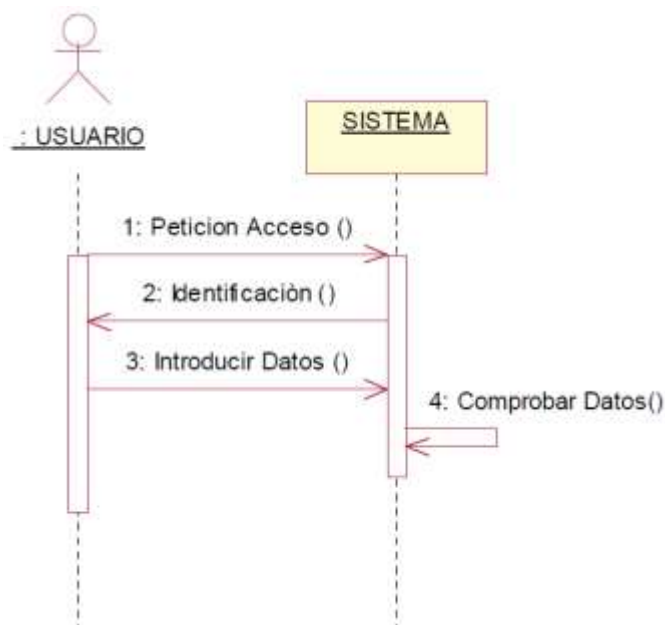 : USUARIO
SISTEMA
1: Peticion Acceso ()
2: Identificaciòn ()
3: Introducir Datos ()
4: Comprobar Datos()